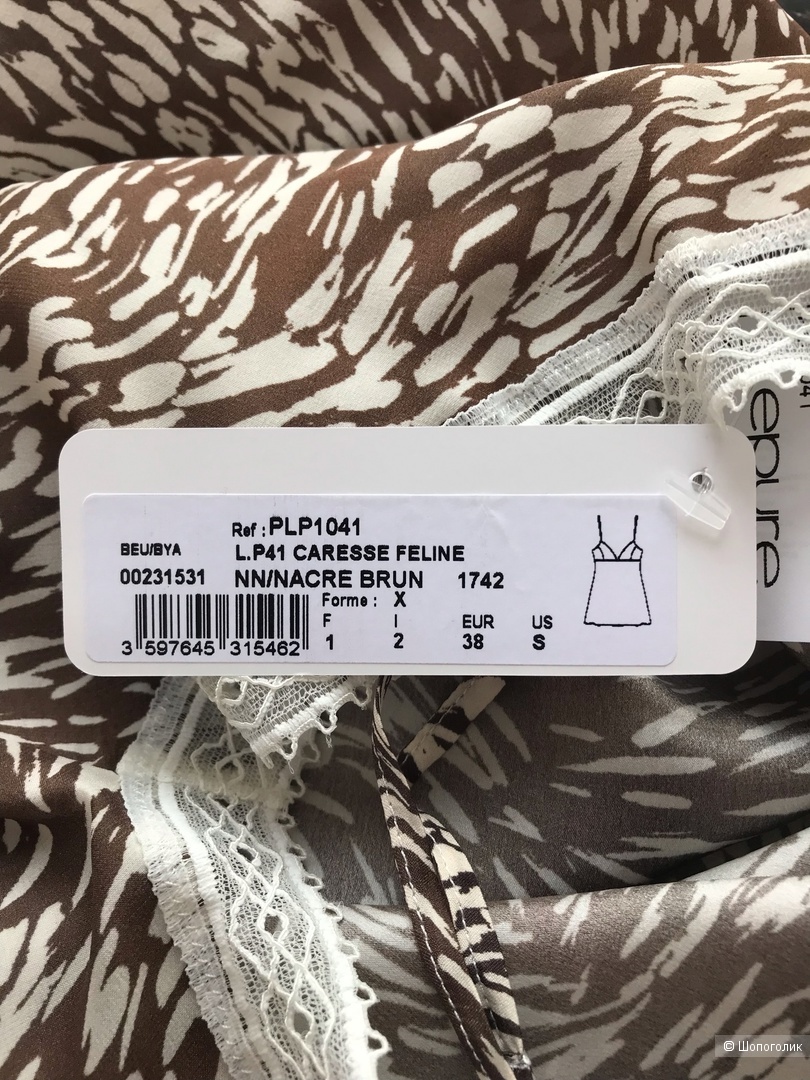 Ref : PLP1041
BEU/BYA
L.P41 CARESSE FELINE
00231531 NN/NACRE BRUN 1742
Forme : X
F I EUR US
1 2 38 S
3 597645 315462
epure
© Шопоголик